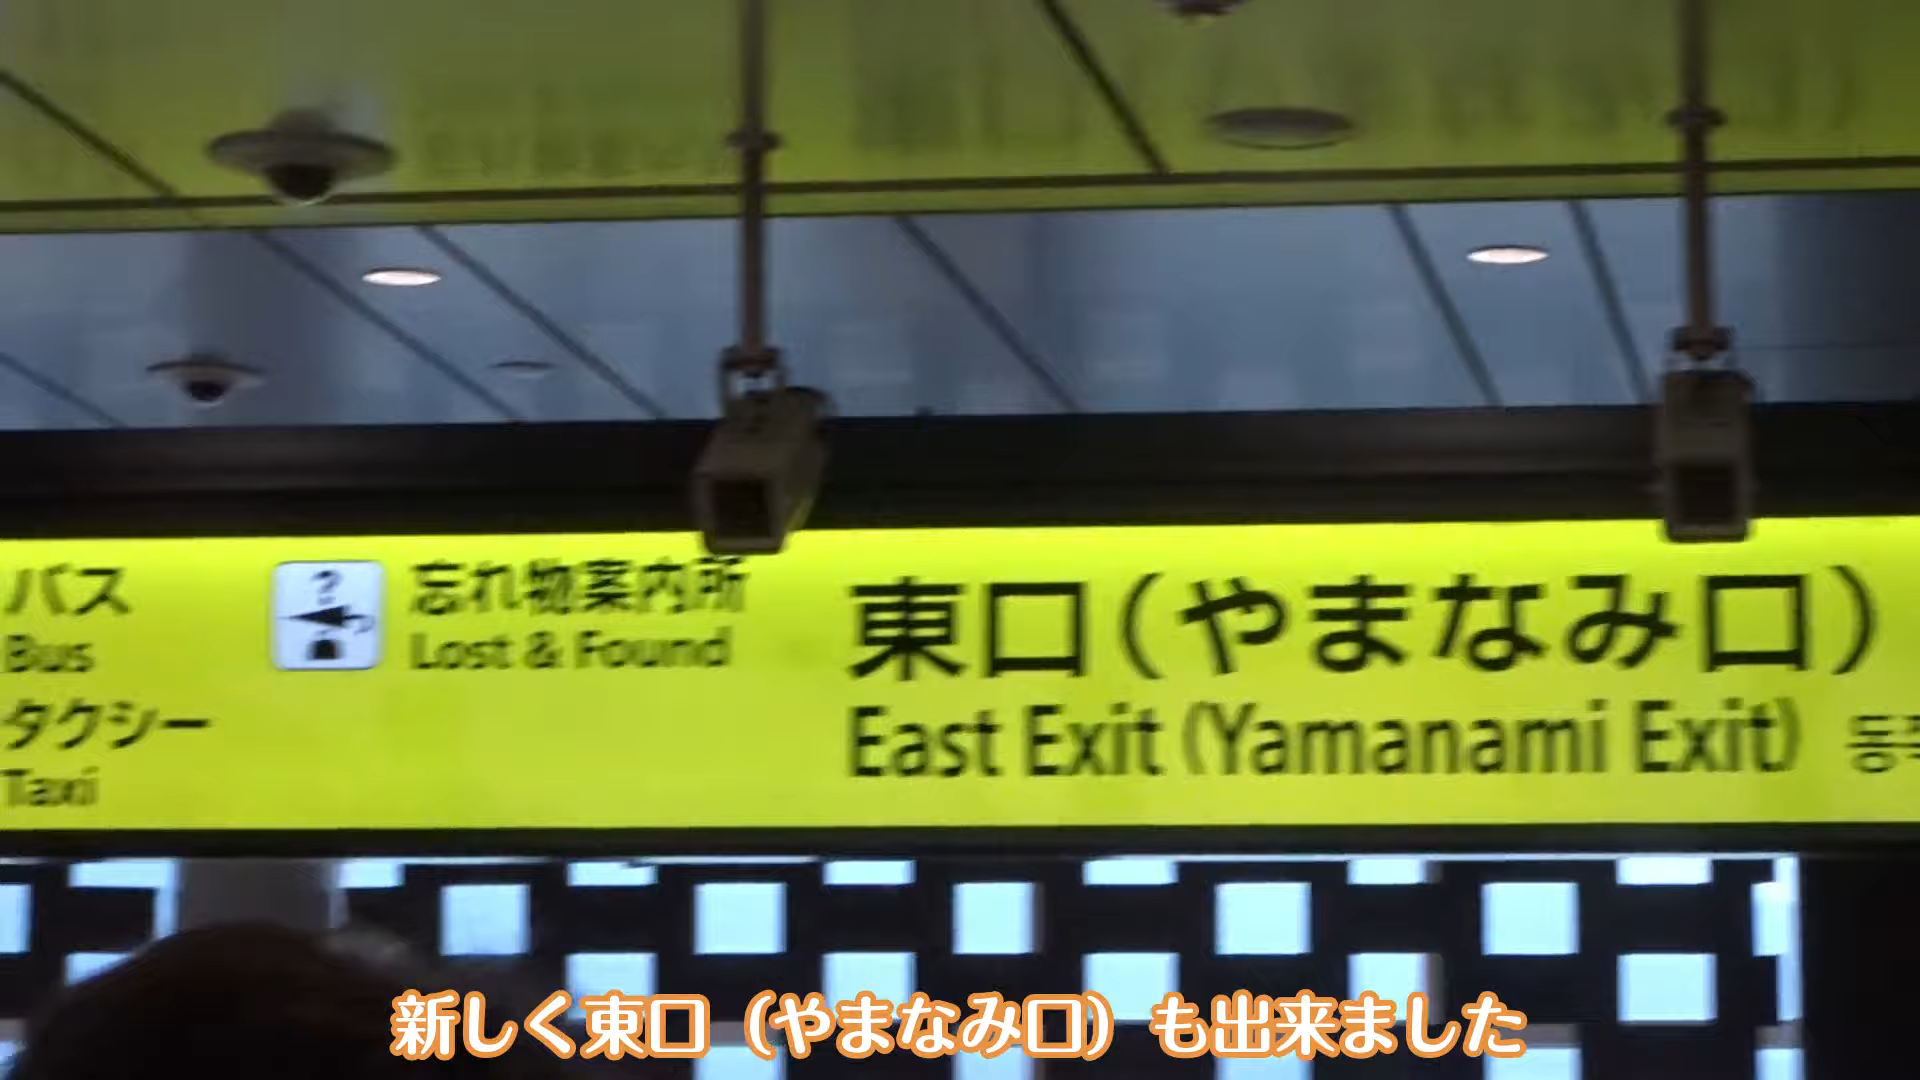 バス
Bus
タクシー
Taxi
?
忘れ物案内所
Lost & Found
東口(やまなみ口)
East Exit (Yamanami Exit)
동쪽
新しく東口(やまなみ口)も出来ました